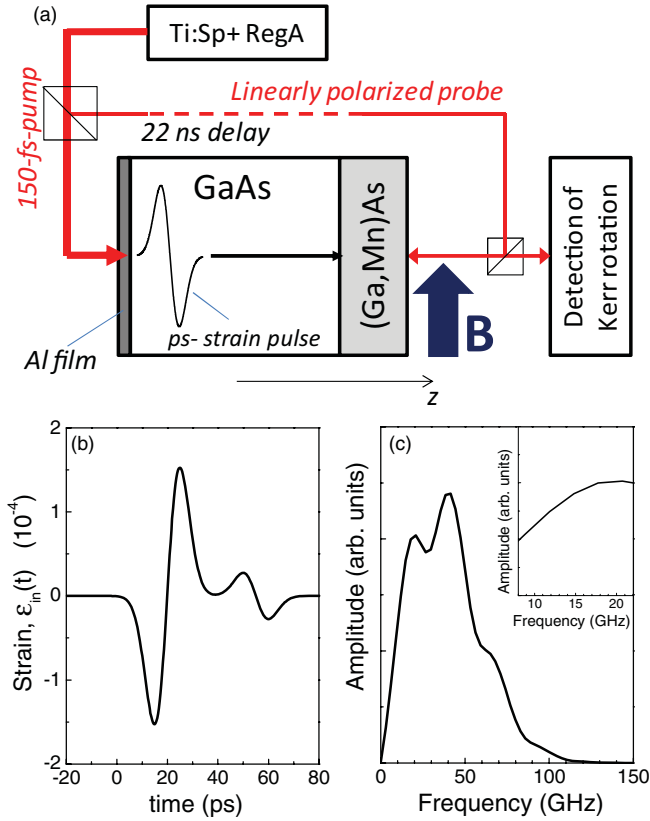 (a)
Ti:Sp+ RegA
150-fs-pump
Linearly polarized probe
22 ns delay
GaAs
(Ga,Mn)As
Detection of
Kerr rotation
ps- strain pulse
B
Al film
z
(b)
Strain, ε_in(t) (10⁻⁴)
2
1
0
-1
-2
-20 0 20 40 60 80
time (ps)
(c)
Amplitude (arb. units)
0 50 100 150
Frequency (GHz)
Amplitude (arb. units)
10 15 20
Frequency (GHz)